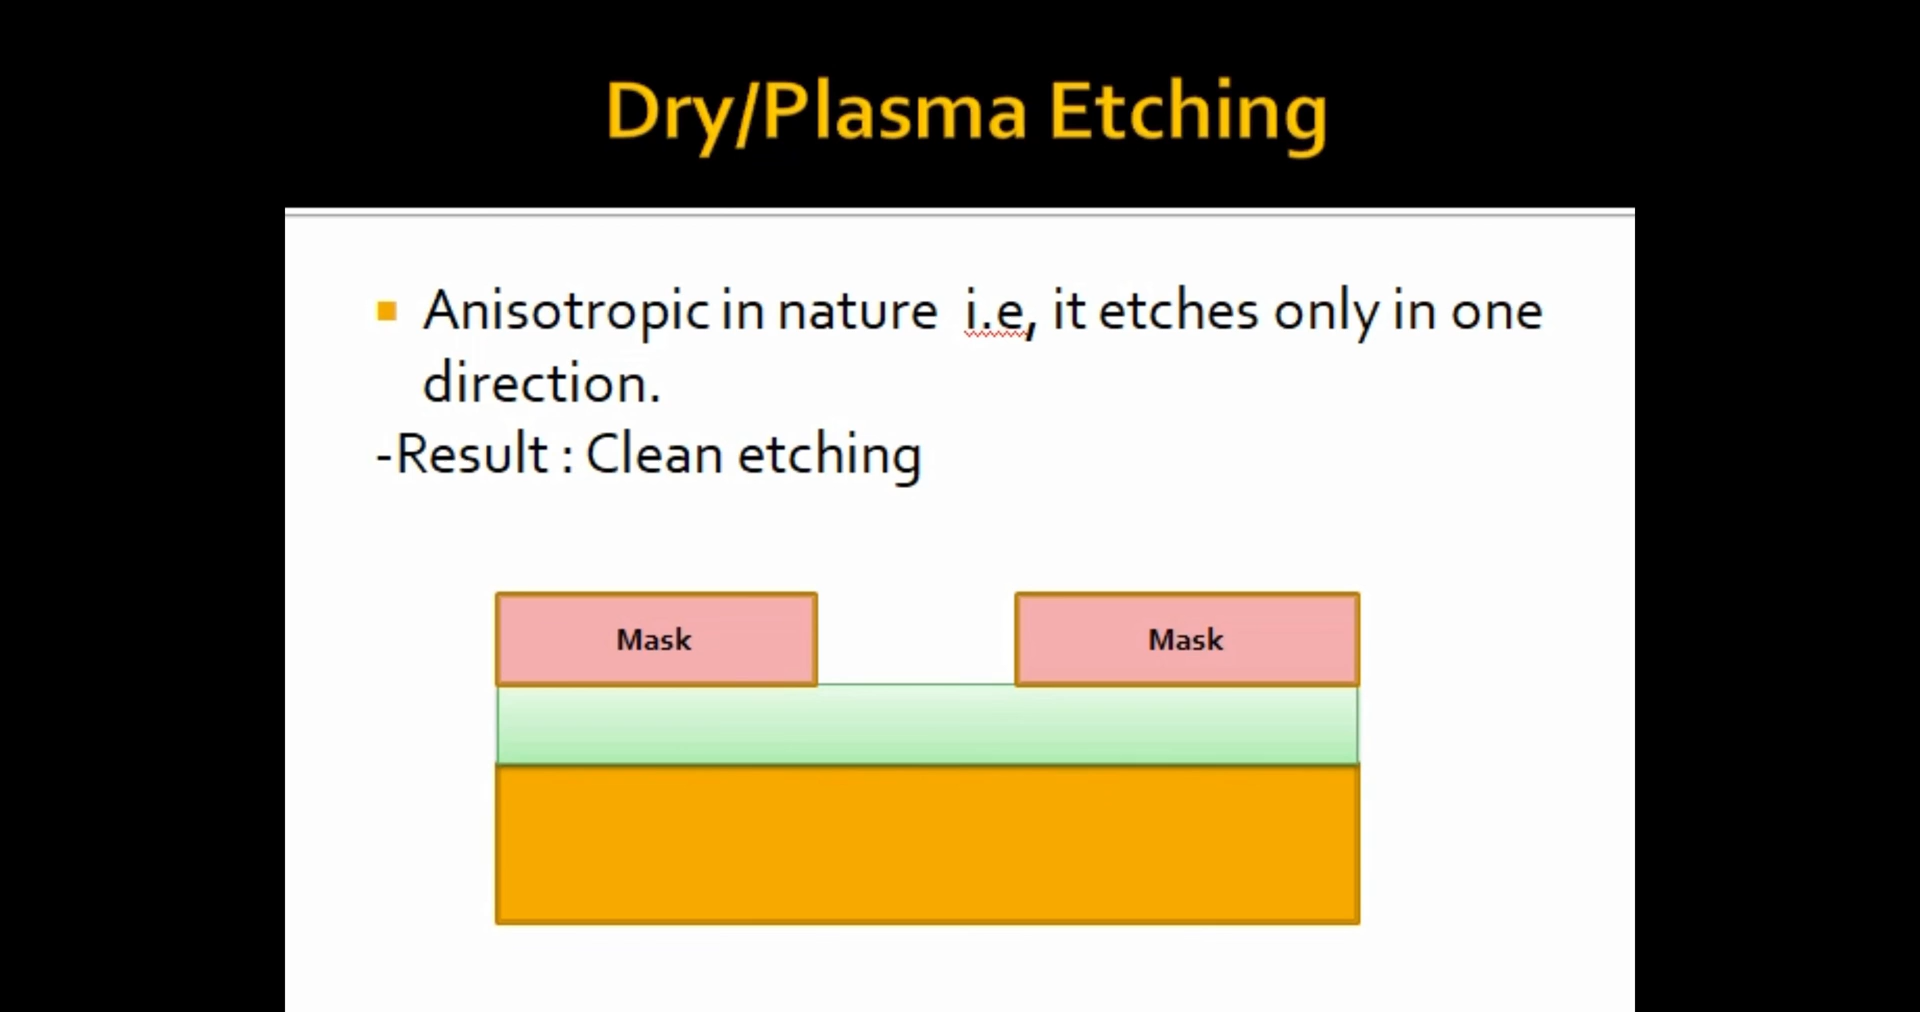 Dry/Plasma Etching
Anisotropic in nature i.e, it etches only in one
direction.
-Result : Clean etching
Mask
Mask